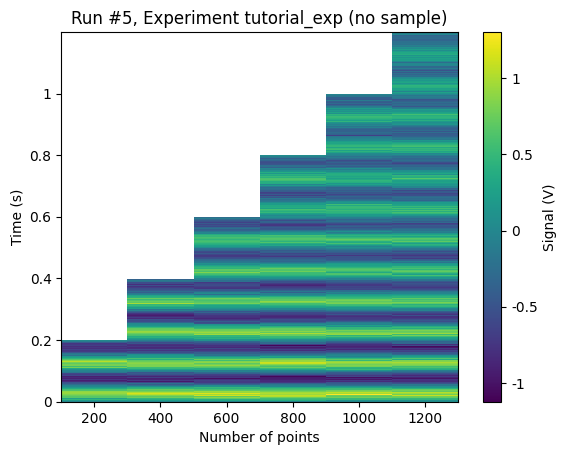 Run #5, Experiment tutorial_exp (no sample)
Time (s)
1
0.8
0.6
0.4
0.2
0
200 400 600 800 1000 1200
Number of points
1
0.5
0
-0.5
-1
Signal (V)